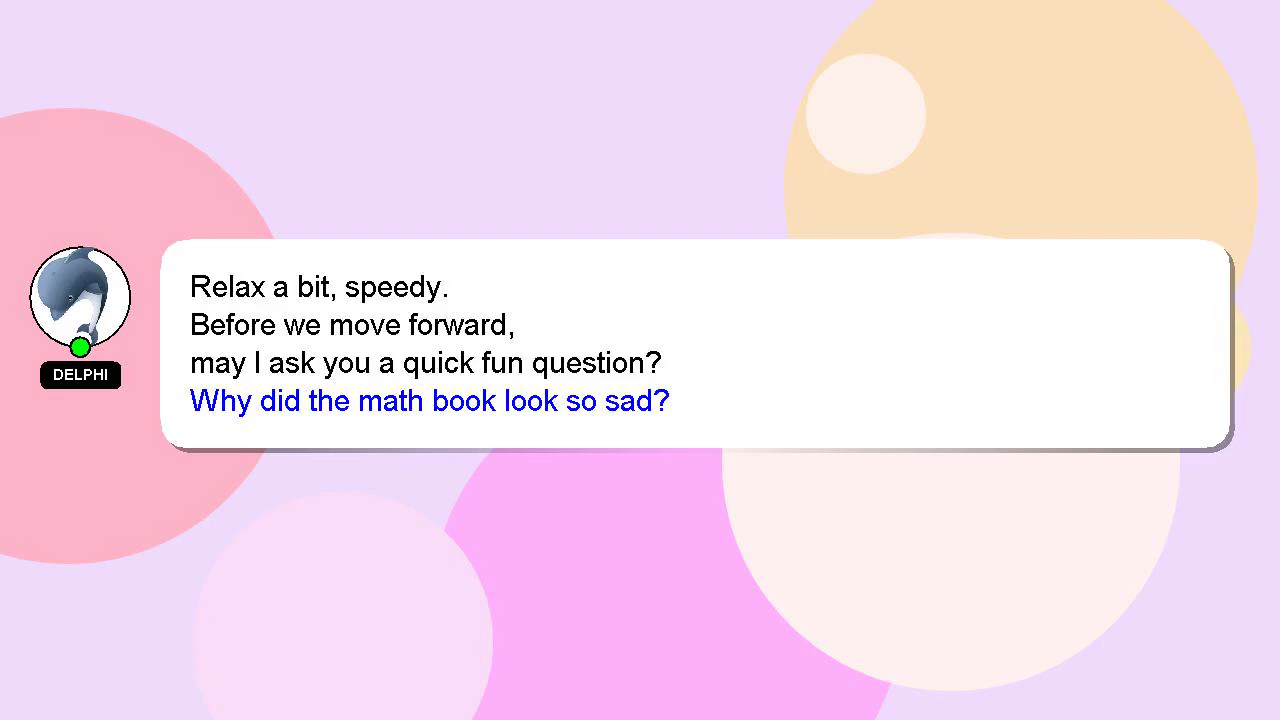 Relax a bit, speedy.
Before we move forward,
may I ask you a quick fun question?
Why did the math book look so sad?
DELPHI